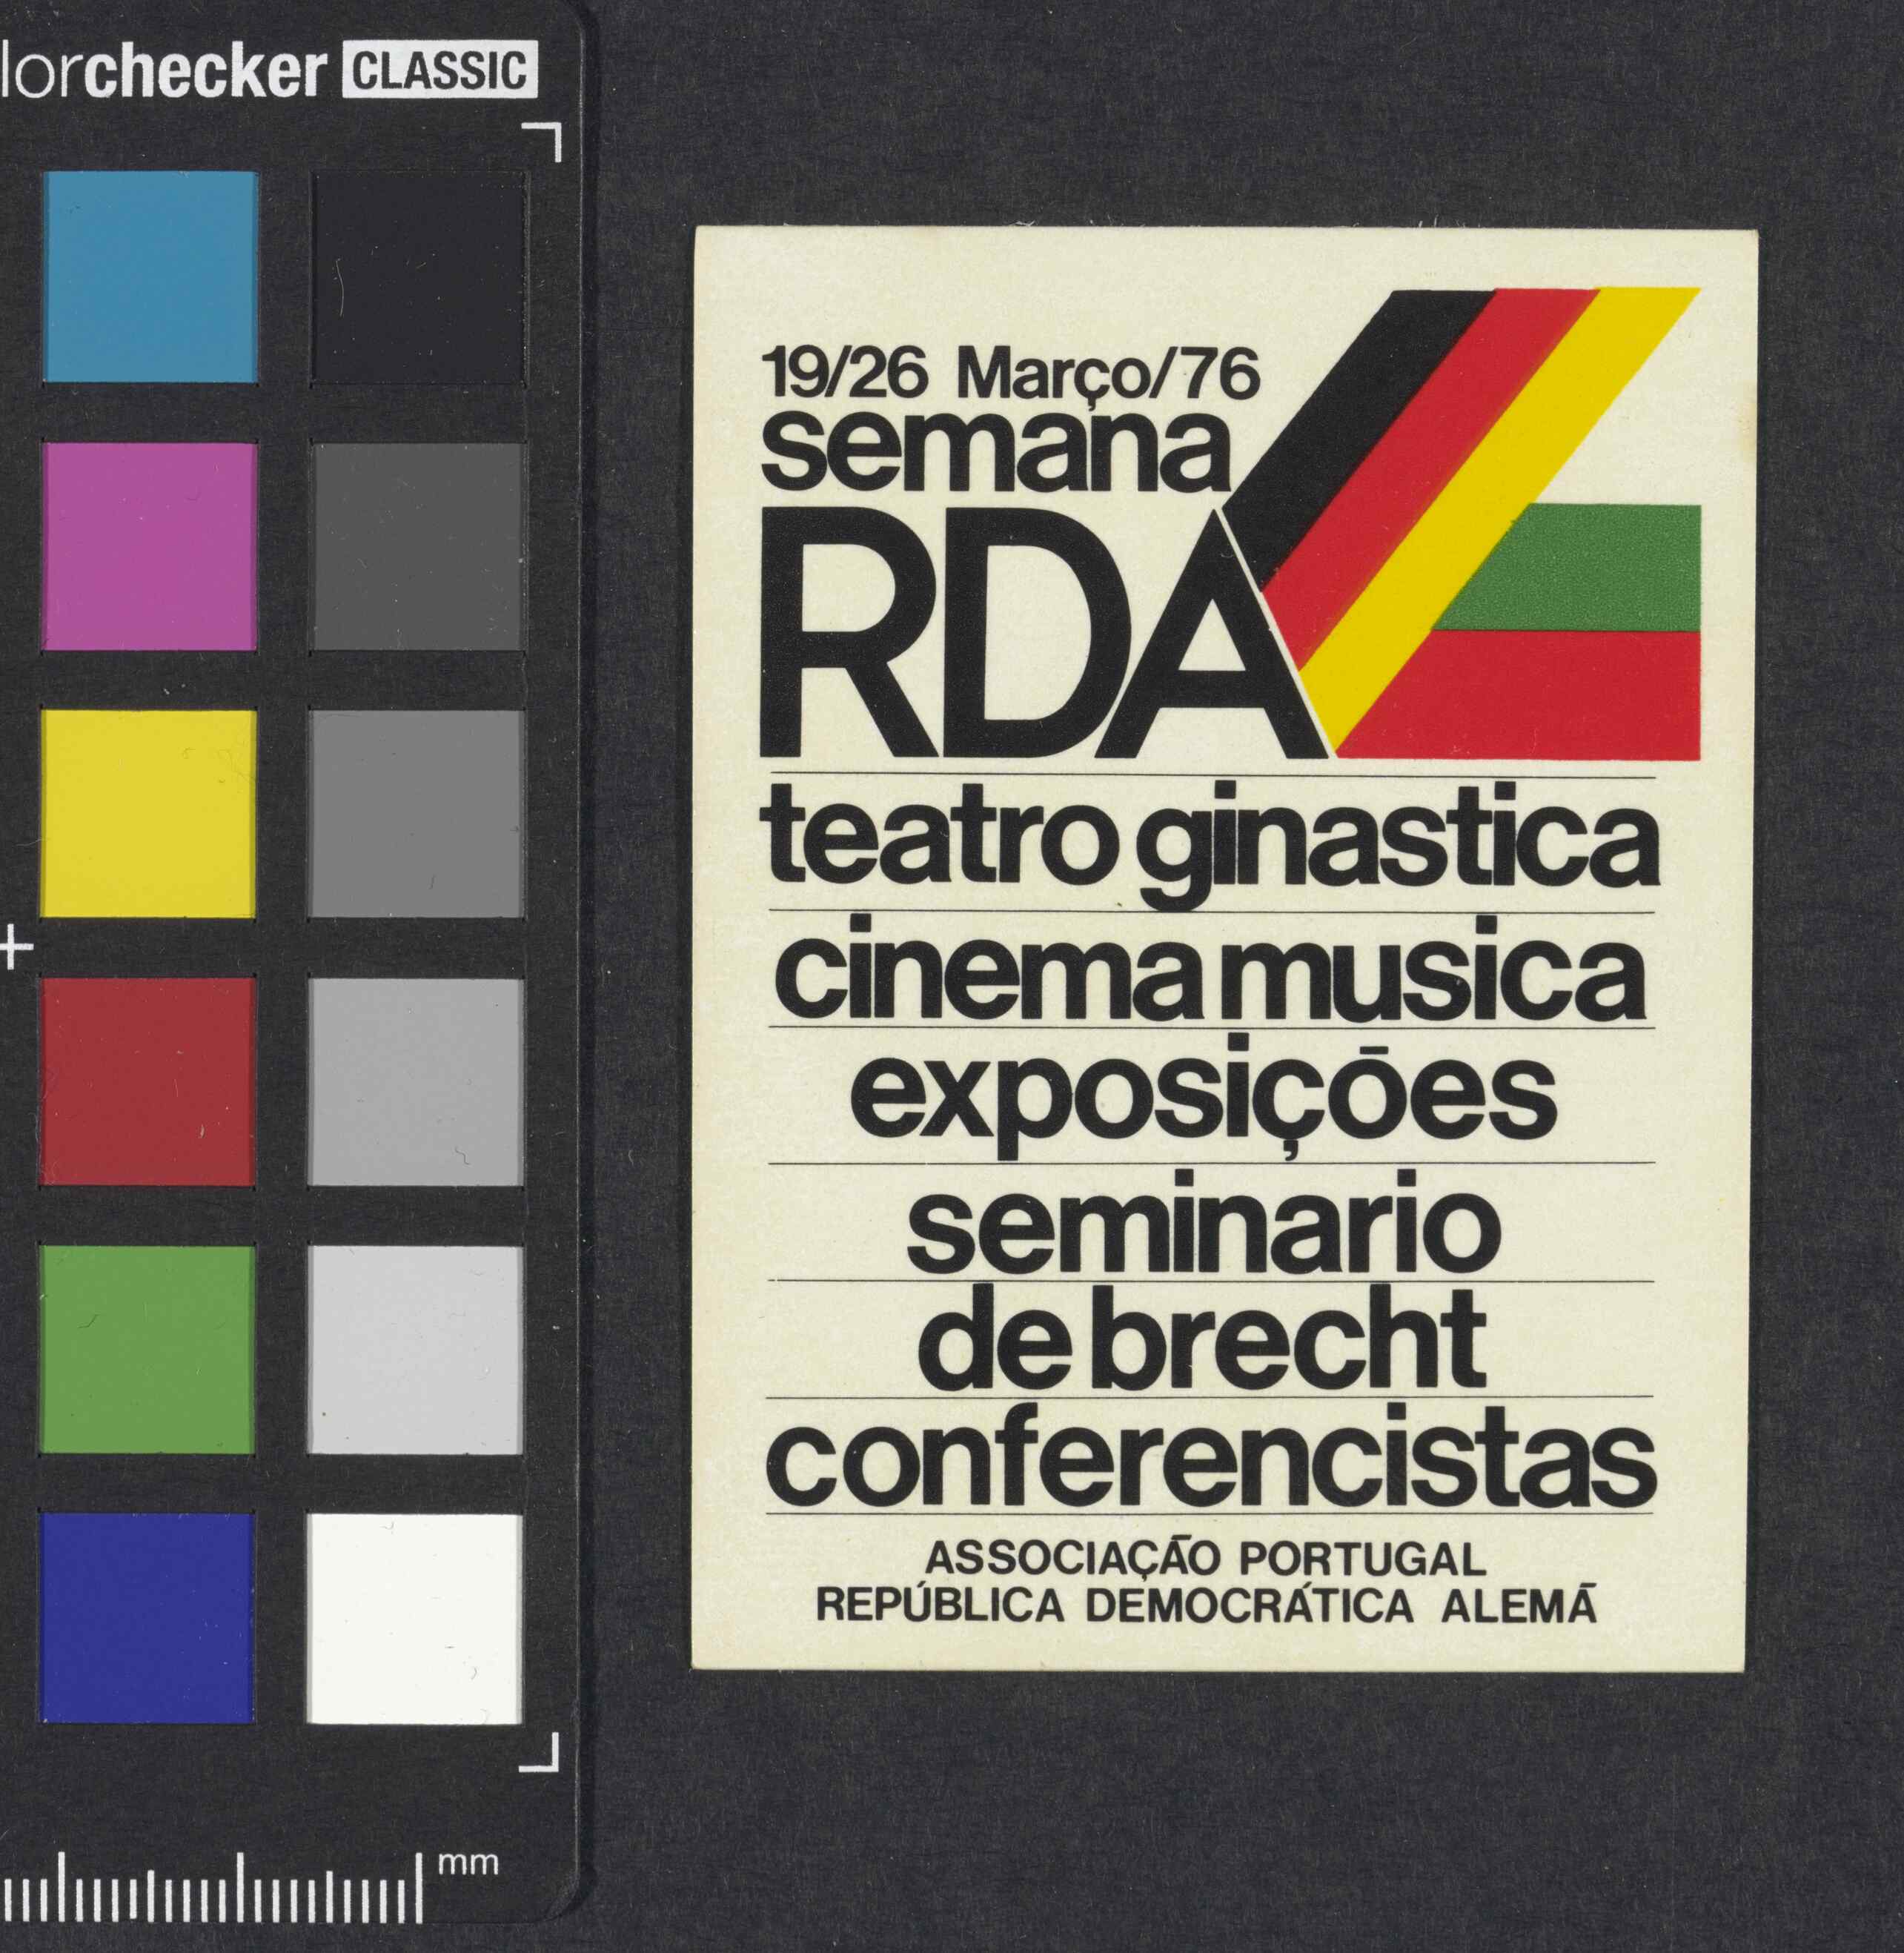 lorchecker CLASSIC
19/26 Março/76
semana
RDA
teatro ginastica
cinema musica
exposições
seminario
de brecht
conferencistas
ASSOCIAÇÃO PORTUGAL
REPÚBLICA DEMOCRÁTICA ALEMÃ
mm